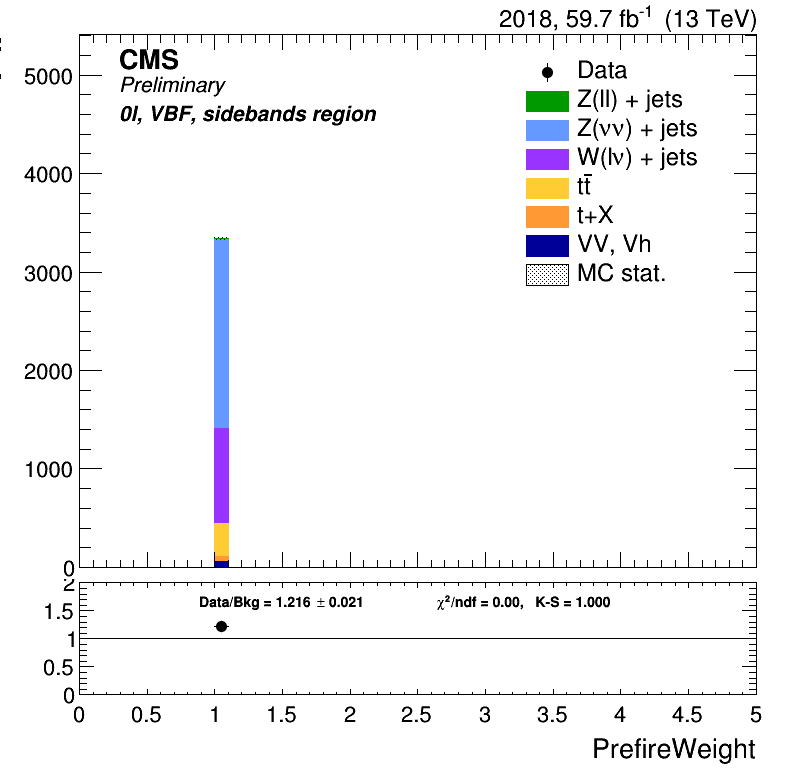 2018, 59.7 fb-1 (13 TeV)
CMS
Preliminary
0l, VBF, sidebands region
Data
Z(ll) + jets
Z(νν) + jets
W(lν) + jets
tt̄
t+X
VV, Vh
MC stat.
5000
4000
3000
2000
1000
0
2
1.5
1
0.5
0
Data/Bkg = 1.216 ± 0.021
χ²/ndf = 0.00, K-S = 1.000
0 0.5 1 1.5 2 2.5 3 3.5 4 4.5 5
PrefireWeight